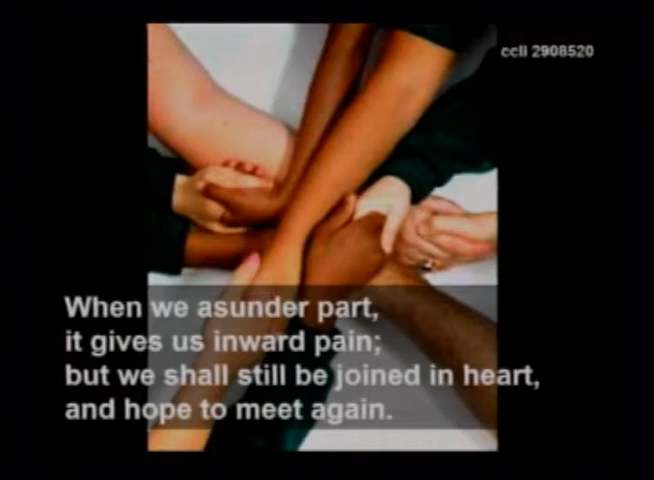 ccli 2908520
When we asunder part,
it gives us inward pain;
but we shall still be joined in heart,
and hope to meet again.